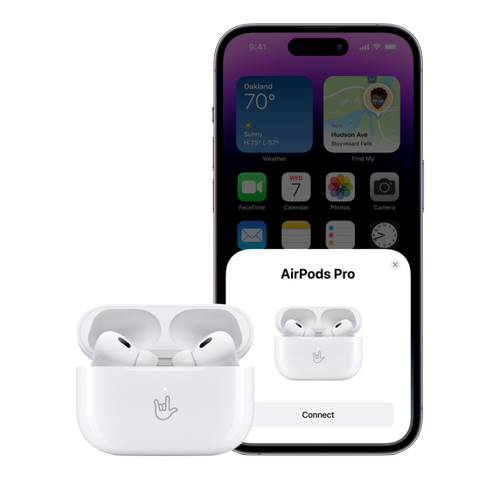 9:41
Oakland
70°
Sunny
H:75° L:57°
Weather
Now
Hudson Ave
Stuyvesant Falls
Find My
FaceTime
WED
7
Calendar
Photos
Camera
AirPods Pro
Connect